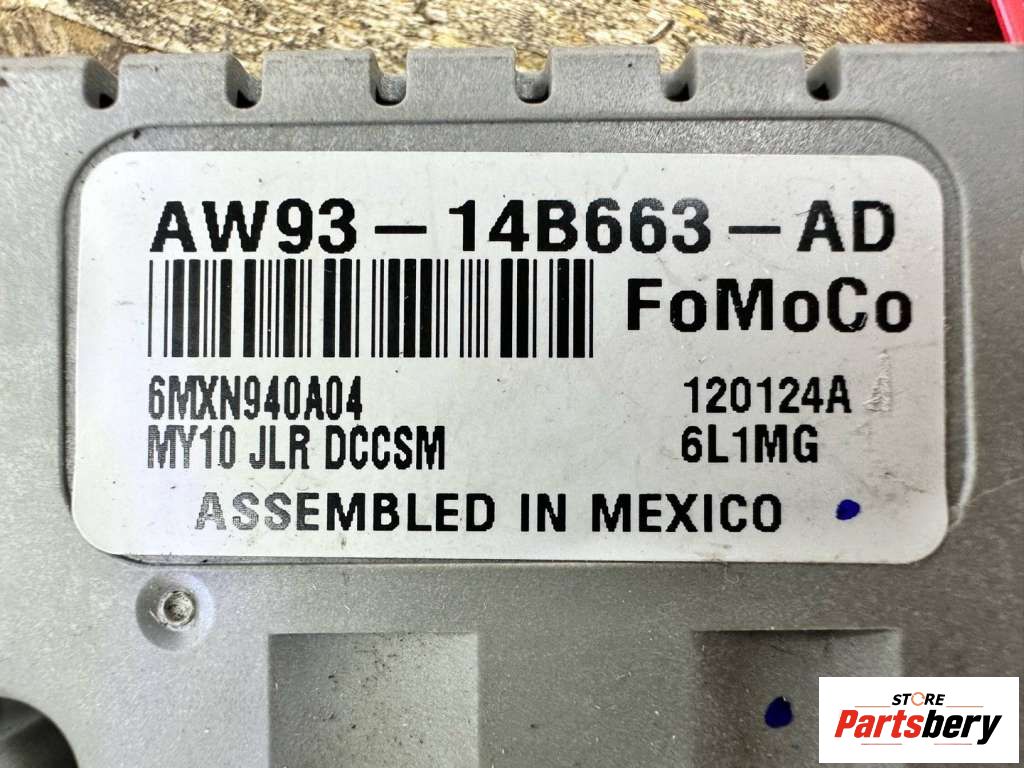 AW93-14B663-AD
FoMoCo
6MXN940A04 120124A
MY10 JLR DCCSM 6L1MG
ASSEMBLED IN MEXICO
STORE
Partsbery